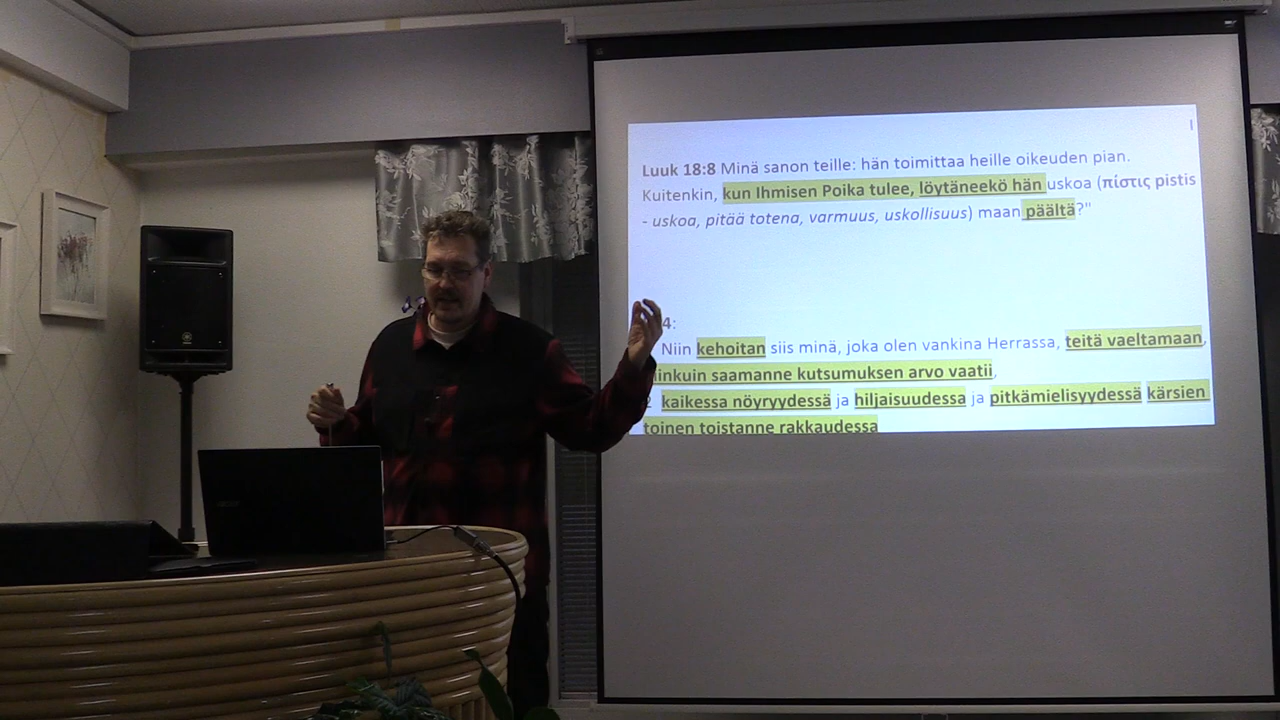 Luuk 18:8 Minä sanon teille: hän toimittaa heille oikeuden pian.
Kuitenkin, kun Ihmisen Poika tulee, löytäneekö hän uskoa (πίστις pistis
- uskoa, pitää totena, varmuus, uskollisuus) maan päältä?"
4:
Niin kehoitan siis minä, joka olen vankina Herrassa, teitä vaeltamaan,
inkuin saamanne kutsumuksen arvo vaatii,
2 kaikessa nöyryydessä ja hiljaisuudessa ja pitkämielisyydessä kärsien
toinen toistanne rakkaudessa